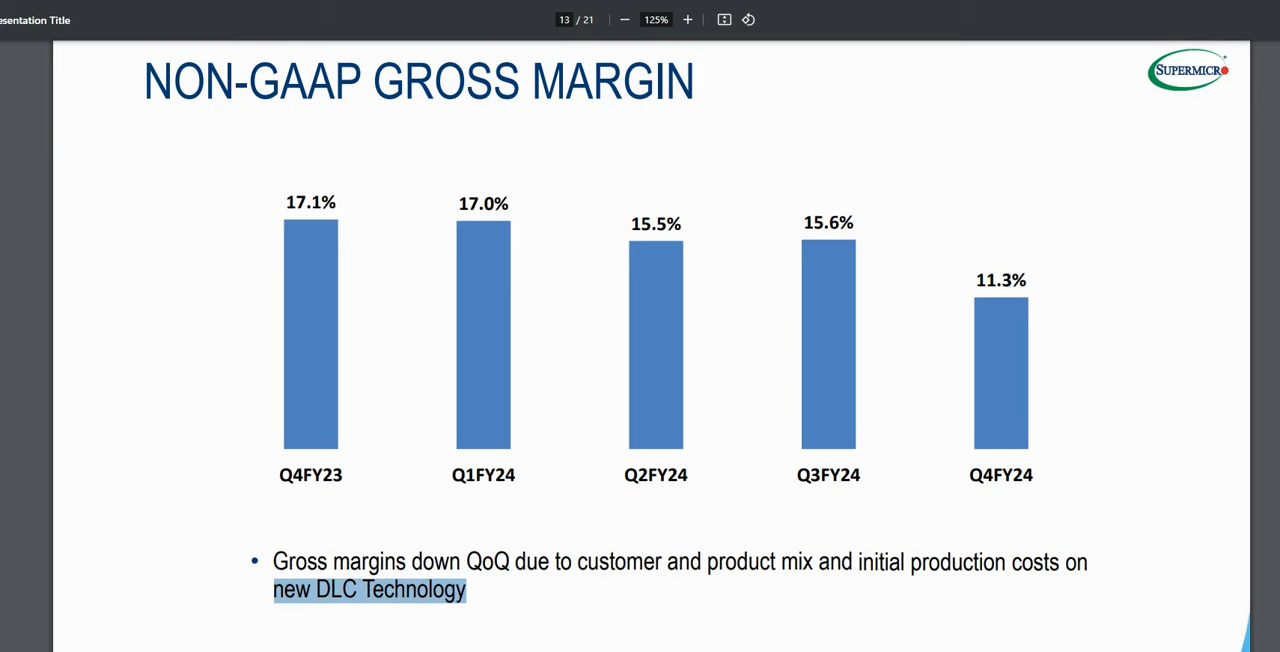 esentation Title
13 / 21
125%
NON-GAAP GROSS MARGIN
SUPERMICR
17.1%
17.0%
15.5%
15.6%
11.3%
Q4FY23
Q1FY24
Q2FY24
Q3FY24
Q4FY24
• Gross margins down QoQ due to customer and product mix and initial production costs on
new DLC Technology